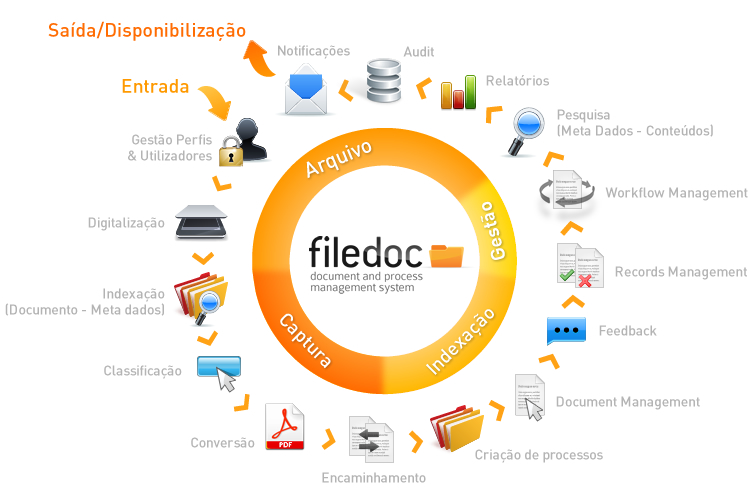 Saída/Disponibilização
Notificações
Audit
Relatórios
Entrada
Pesquisa
(Meta Dados - Conteúdos)
Gestão Perfis
& Utilizadores
Arquivo
Workflow Management
Gestão
Digitalização
filedoc
document and process
management system
Records Management
Indexação
(Documento - Meta dados)
Captura
Indexação
Feedback
Classificação
Document Management
Conversão
PDF
Criação de processos
Encaminhamento